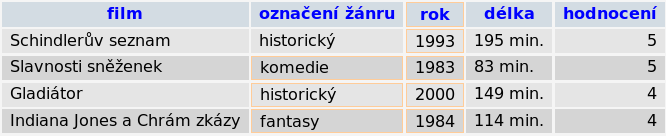 film označení žánru rok délka hodnocení
Schindlerův seznam historický 1993 195 min. 5
Slavnosti sněženek komedie 1983 83 min. 5
Gladiátor historický 2000 149 min. 4
Indiana Jones a Chrám zkázy fantasy 1984 114 min. 4